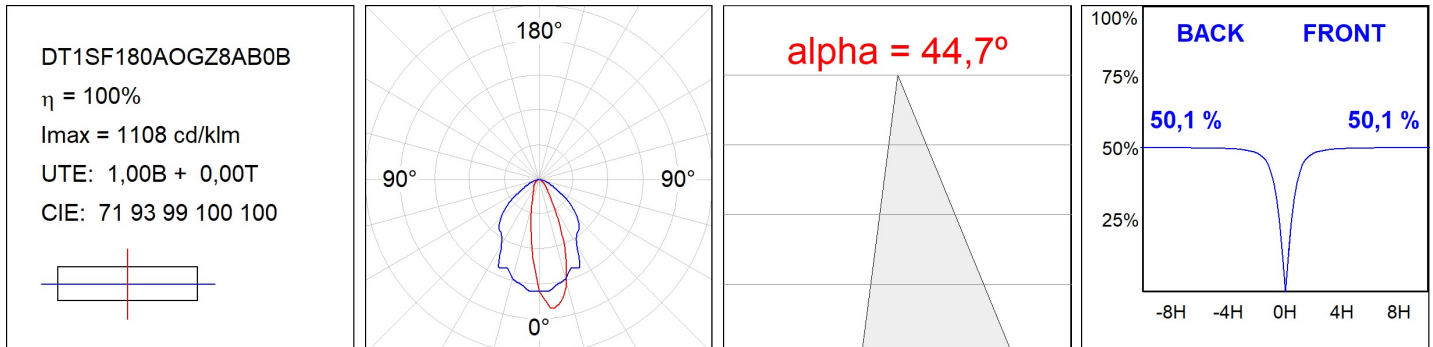 DT1SF180AOGZ8AB0B
η = 100%
Imax = 1108 cd/klm
UTE: 1,00B + 0,00T
CIE: 71 93 99 100 100
180°
90° 90°
0°
alpha = 44,7º
100%
BACK FRONT
75%
50,1 % 50,1 %
50%
25%
-8H -4H 0H 4H 8H